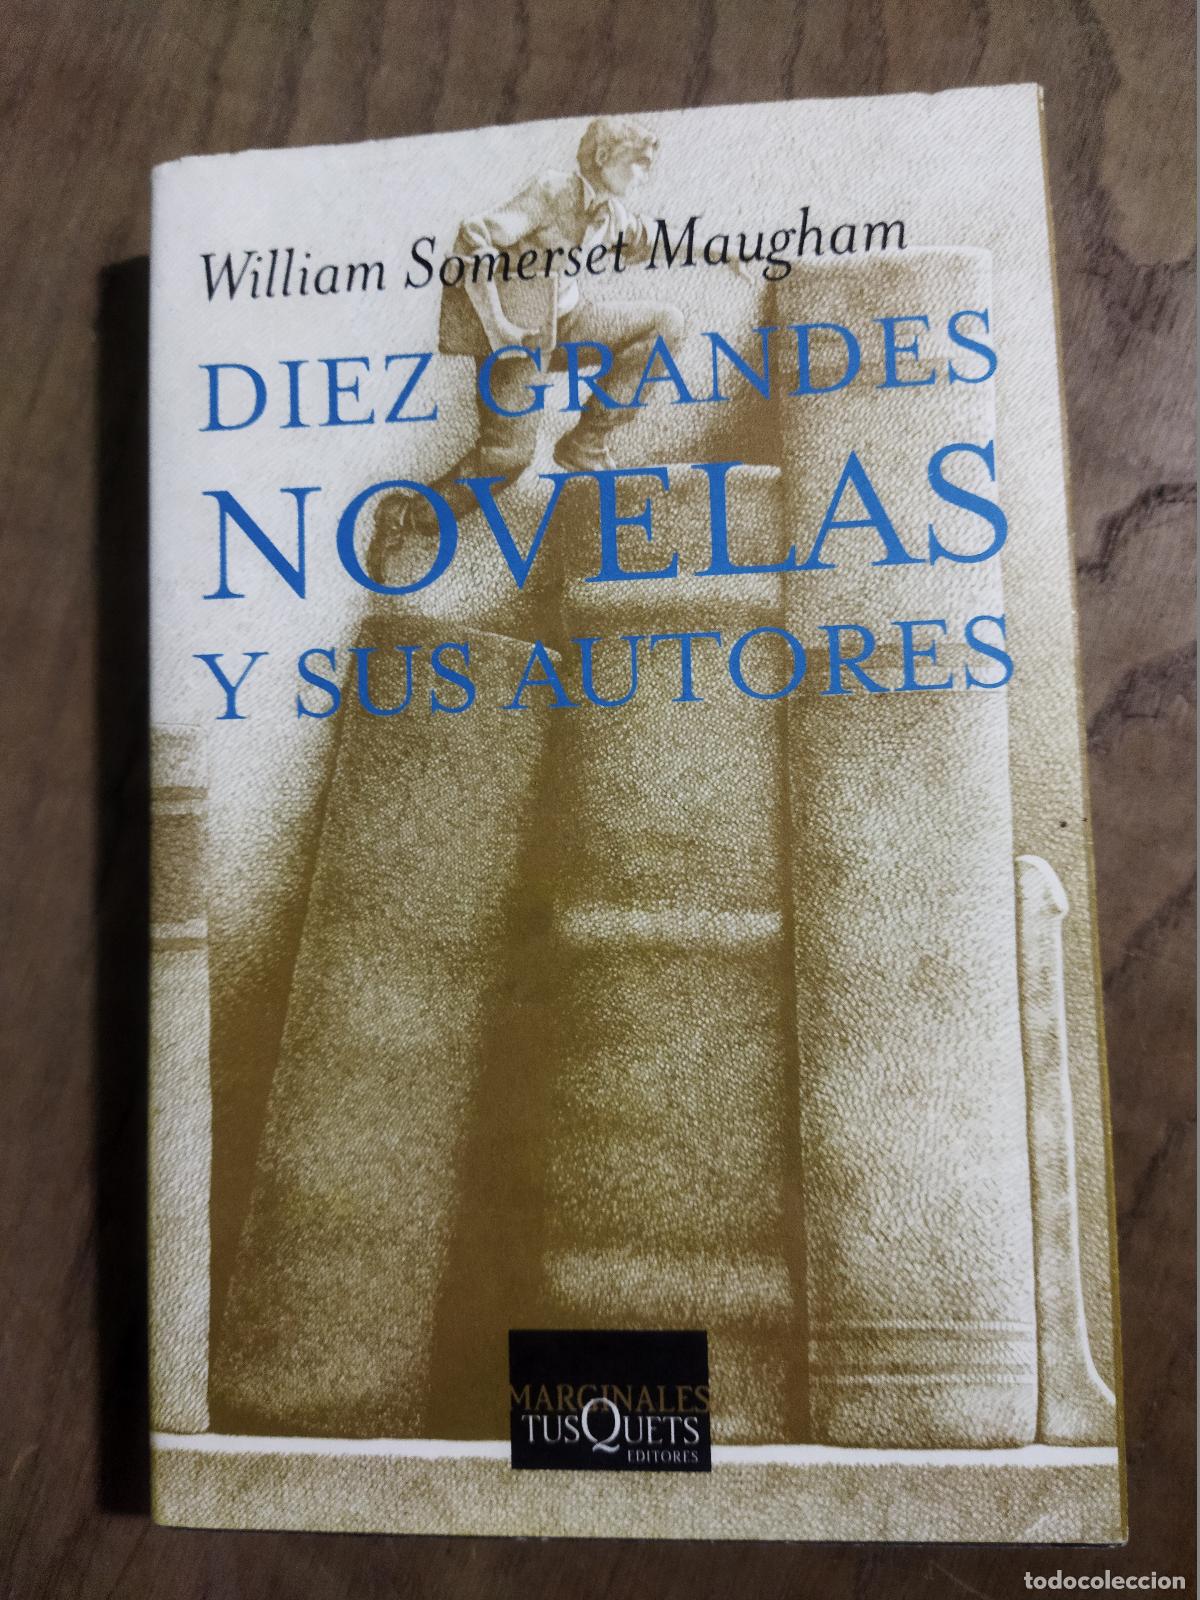 William Somerset Maugham
DIEZ GRANDES
NOVELAS
Y SUS AUTORES
MARGINALES
TUSQUETS
EDITORES
todocoleccion